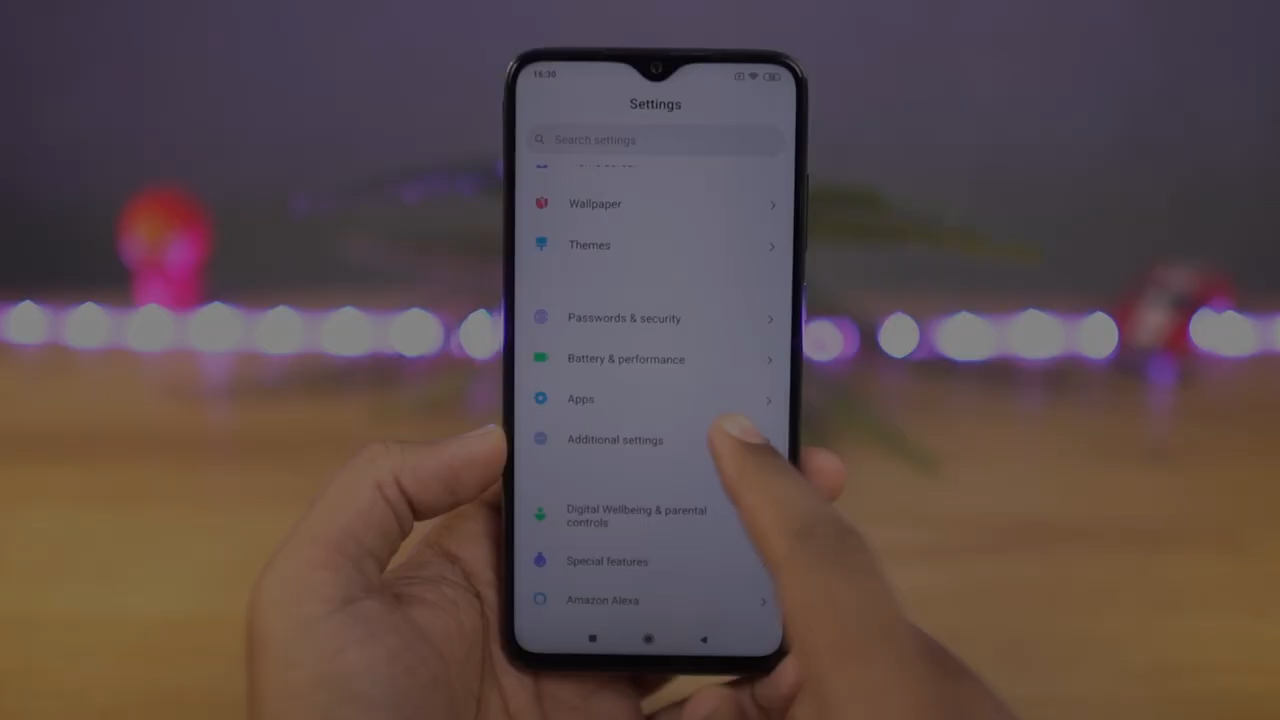 16:30
Settings
Search settings
Wallpaper
Themes
Passwords & security
Battery & performance
Apps
Additional settings
Digital Wellbeing & parental
controls
Special features
Amazon Alexa